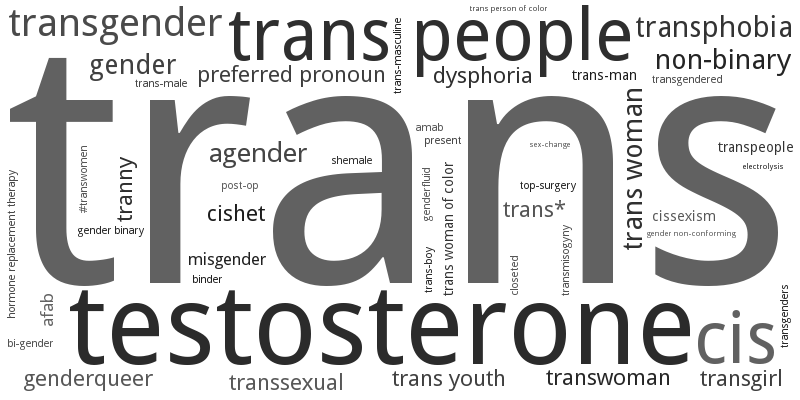 trans person of color
transgender
trans people
transphobia
gender
trans-male
preferred pronoun
trans-masculine
dysphoria
trans-man
non-binary
transgendered
trans
amab
present
sex-change
transpeople
electrolysis
#transwomen
tranny
agender
shemale
post-op
cishet
gender binary
misgender
binder
genderfluid
trans woman of color
trans-boy
top-surgery
trans*
closeted
transmisogyny
trans woman
cissexism
gender non-conforming
hormone replacement therapy
afab
bi-gender
testosterone
cis
transgenders
genderqueer
transsexual
trans youth
transwoman
transgirl